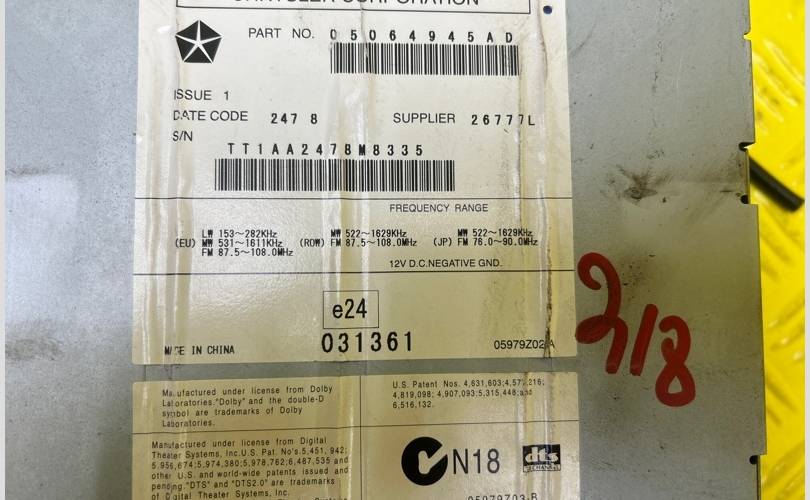 CHRYSLER CORPORATION
PART NO. 05064945AD
ISSUE 1
DATE CODE 247 8 SUPPLIER 26777L
S/N
TT1AA2478M8335
FREQUENCY RANGE
(EU) LW 153~282KHz MW 531~1611KHz FM 87.5~108.0MHz
(ROW) MW 522~1629KHz FM 87.5~108.0MHz
(JP) MW 522~1629KHz FM 76.0~90.0MHz
12V D.C.NEGATIVE GND.
e24
031361
MADE IN CHINA
05979Z02-A
218
Manufactured under license from Dolby
Laboratories."Dolby" and the double-D
symbol are trademarks of Dolby
Laboratories.
U.S. Patent Nos. 4,631,603;4,577,216;
4,819,098; 4,907,093;5,315,448;and
6,516,132.
Manufactured under license from Digital
Theater Systems, Inc.U.S. Pat. No's.5,451,942;
5,956,674;5,974,380;5,978,762;6,487,535 and
other U.S. and world-wide patents issued and
pending."DTS" and "DTS2.0" are trademarks
of Digital Theater Systems, Inc.
N18
dts
2 CHANNEL
05979Z03-B